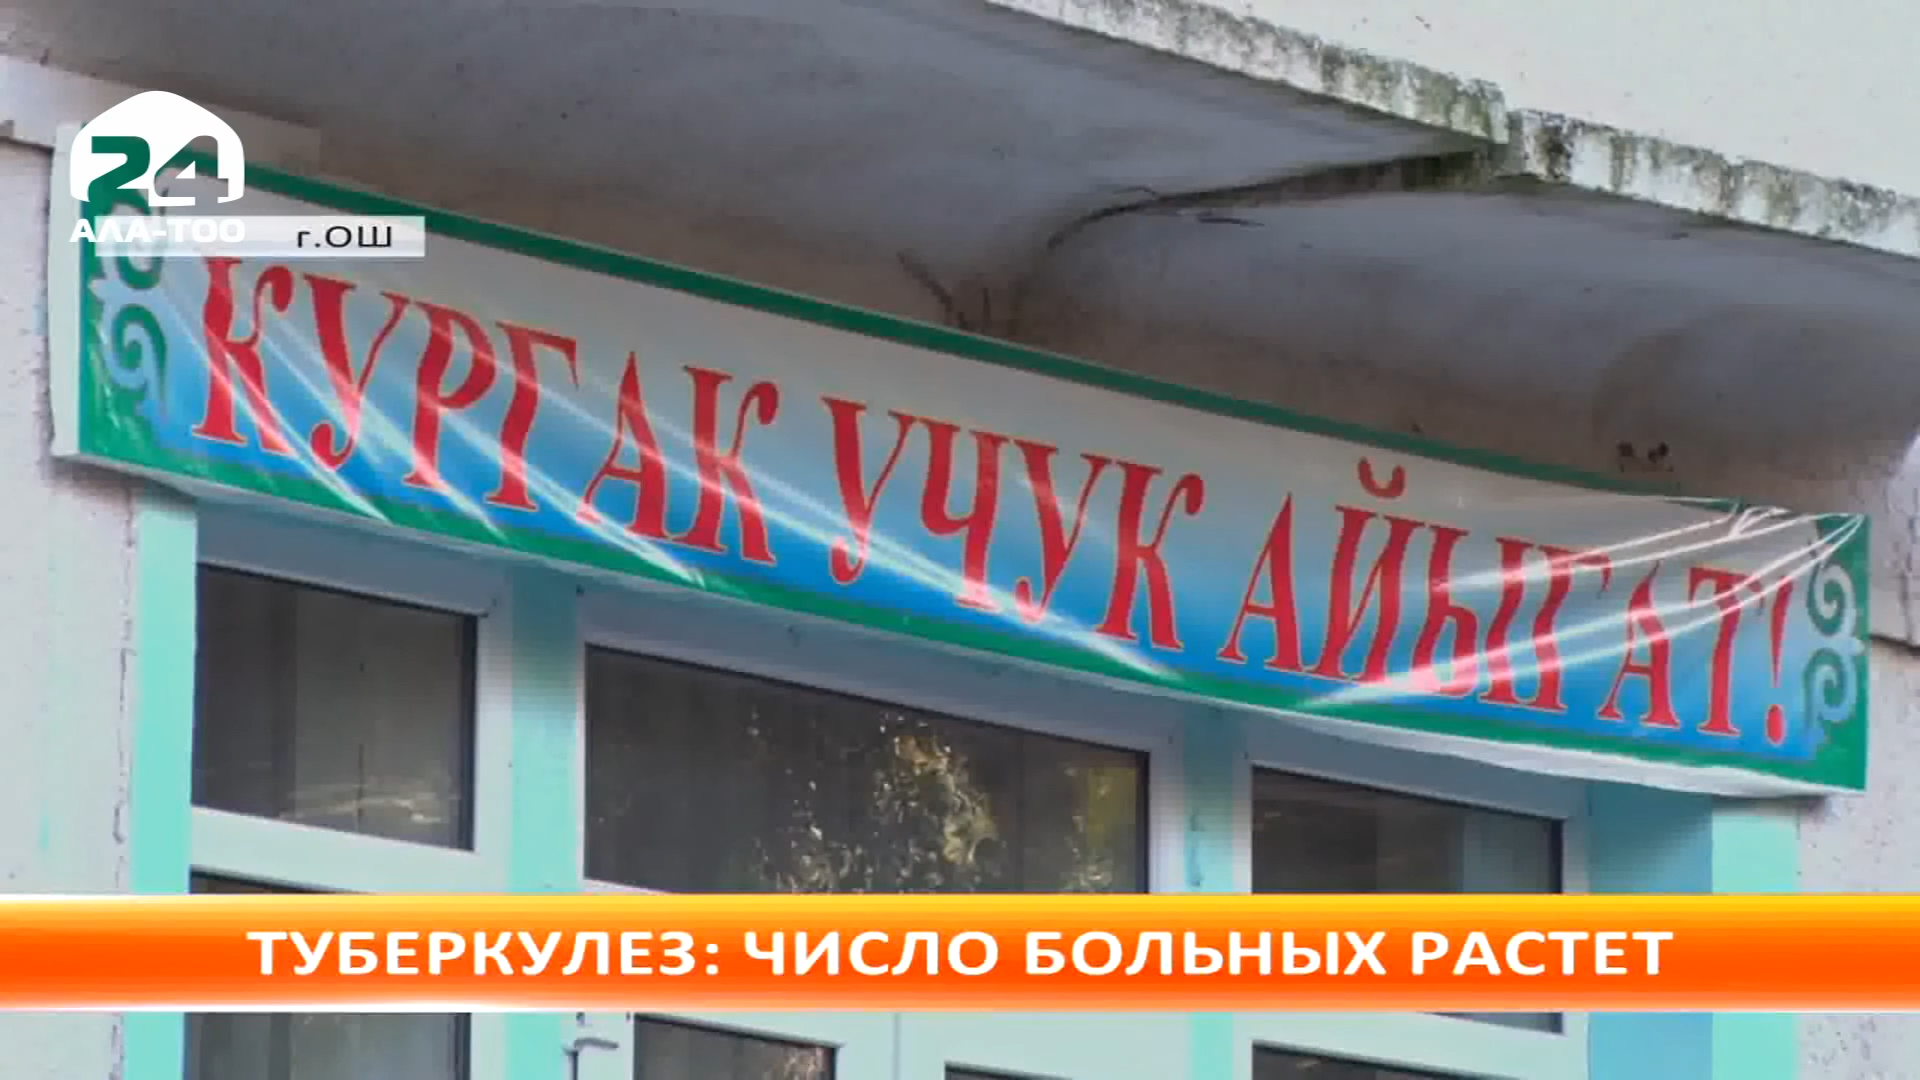 24
АЛА-ТОО
г.ОШ
КУРГАК УЧУК АЙЫГАТ!
ТУБЕРКУЛЕЗ: ЧИСЛО БОЛЬНЫХ РАСТЕТ